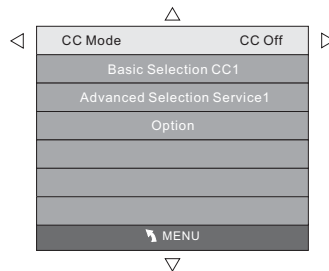 CC Mode CC Off
Basic Selection CC1
Advanced Selection Service1
Option
MENU